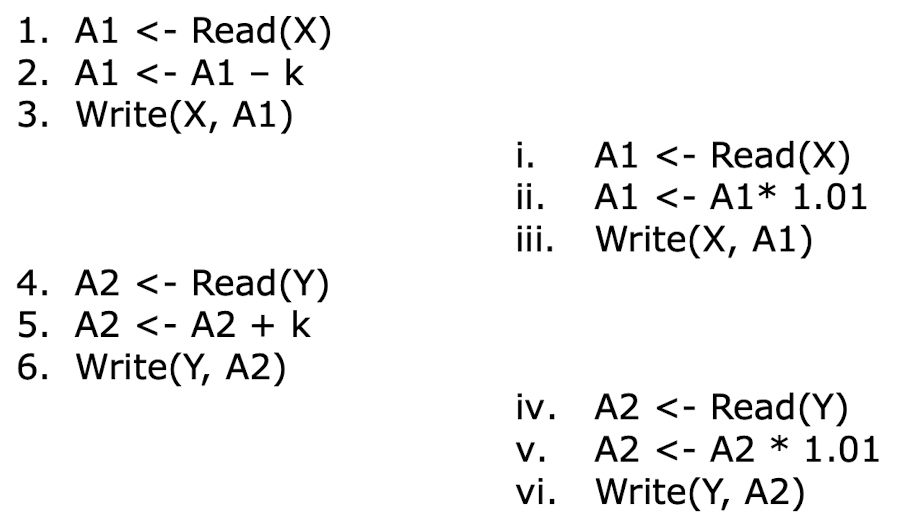 1. A1 <- Read(X)
2. A1 <- A1 – k
3. Write(X, A1)
i. A1 <- Read(X)
ii. A1 <- A1* 1.01
iii. Write(X, A1)
4. A2 <- Read(Y)
5. A2 <- A2 + k
6. Write(Y, A2)
iv. A2 <- Read(Y)
v. A2 <- A2 * 1.01
vi. Write(Y, A2)